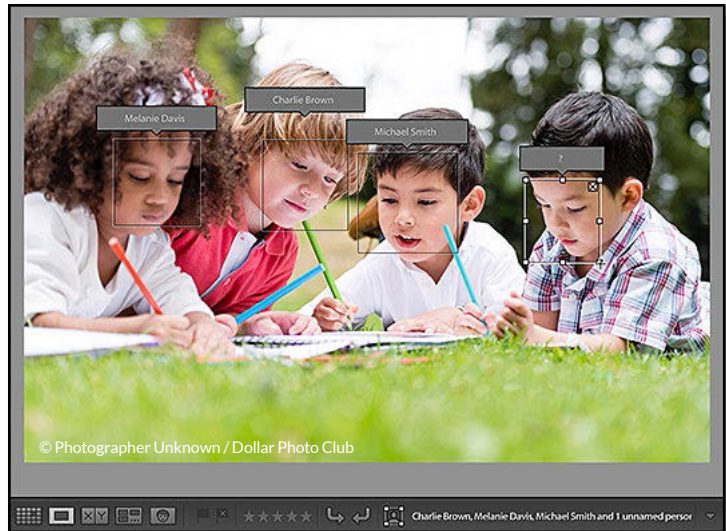 Charlie Brown
Melanie Davis
Michael Smith
?
© Photographer Unknown / Dollar Photo Club
X Y
Charlie Brown, Melanie Davis, Michael Smith and 1 unnamed person